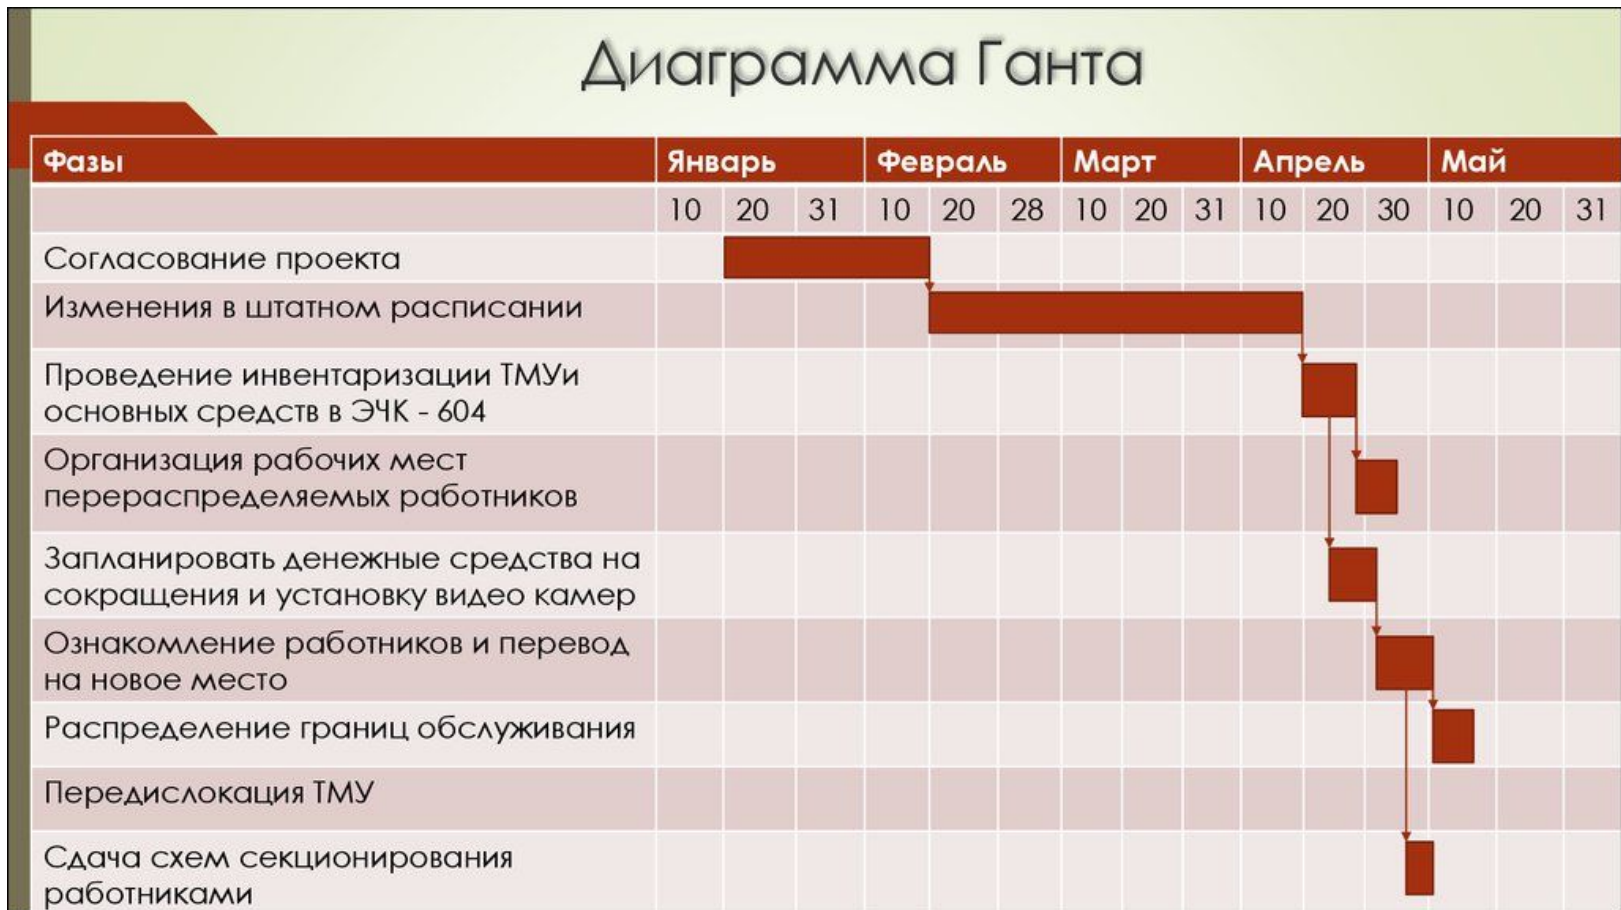 Диаграмма Ганта
Фазы Январь Февраль Март Апрель Май
10 20 31 10 20 28 10 20 31 10 20 30 10 20 31
Согласование проекта
Изменения в штатном расписании
Проведение инвентаризации ТМУи
основных средств в ЭЧК - 604
Организация рабочих мест
перераспределяемых работников
Запланировать денежные средства на
сокращения и установку видео камер
Ознакомление работников и перевод
на новое место
Распределение границ обслуживания
Передислокация ТМУ
Сдача схем секционирования
работниками